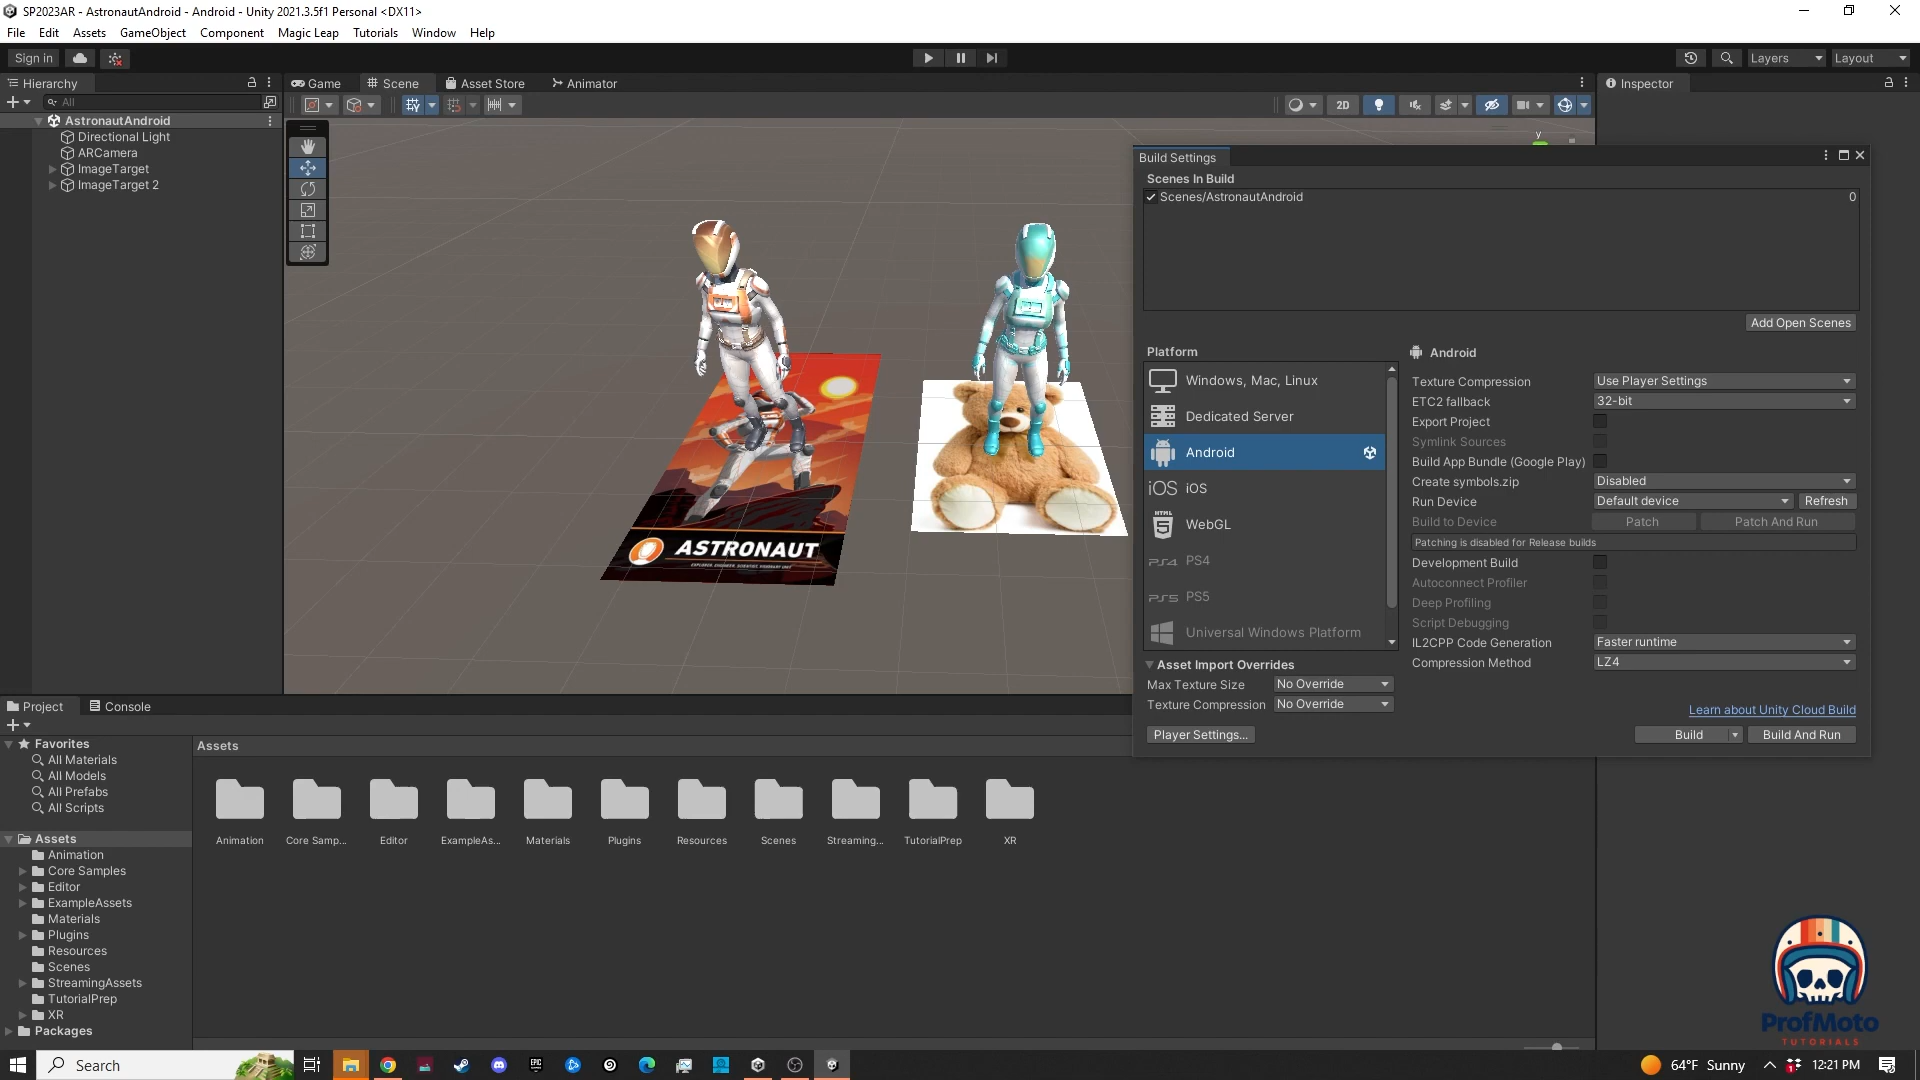 SP2023AR - AstronautAndroid - Android - Unity 2021.3.5f1 Personal <DX11>
File Edit Assets GameObject Component Magic Leap Tutorials Window Help
Sign in
Layers Layout
Hierarchy
Game Scene Asset Store Animator
Inspector
All
2D
AstronautAndroid
Directional Light
ARCamera
ImageTarget
ImageTarget 2
y
ASTRONAUT
Build Settings
Scenes In Build
Scenes/AstronautAndroid 0
Add Open Scenes
Platform
Windows, Mac, Linux
Dedicated Server
Android
iOS iOS
HTML
WebGL
PS4 PS4
PS5 PS5
Universal Windows Platform
Android
Texture Compression Use Player Settings
ETC2 fallback 32-bit
Export Project
Symlink Sources
Build App Bundle (Google Play)
Create symbols.zip Disabled
Run Device Default device Refresh
Build to Device Patch Patch And Run
Patching is disabled for Release builds
Development Build
Autoconnect Profiler
Deep Profiling
Script Debugging
IL2CPP Code Generation Faster runtime
Compression Method LZ4
Asset Import Overrides
Max Texture Size No Override
Texture Compression No Override
Learn about Unity Cloud Build
Player Settings...
Build Build And Run
Project Console
Favorites
All Materials
All Models
All Prefabs
All Scripts
Assets
Animation
Core Samples
Editor
ExampleAssets
Materials
Plugins
Resources
Scenes
StreamingAssets
TutorialPrep
XR
Packages
Assets
Animation Core Samp... Editor ExampleAs... Materials Plugins Resources Scenes Streaming... TutorialPrep XR
ProfMoto
TUTORIALS
Search
EPIC
64°F Sunny
12:21 PM